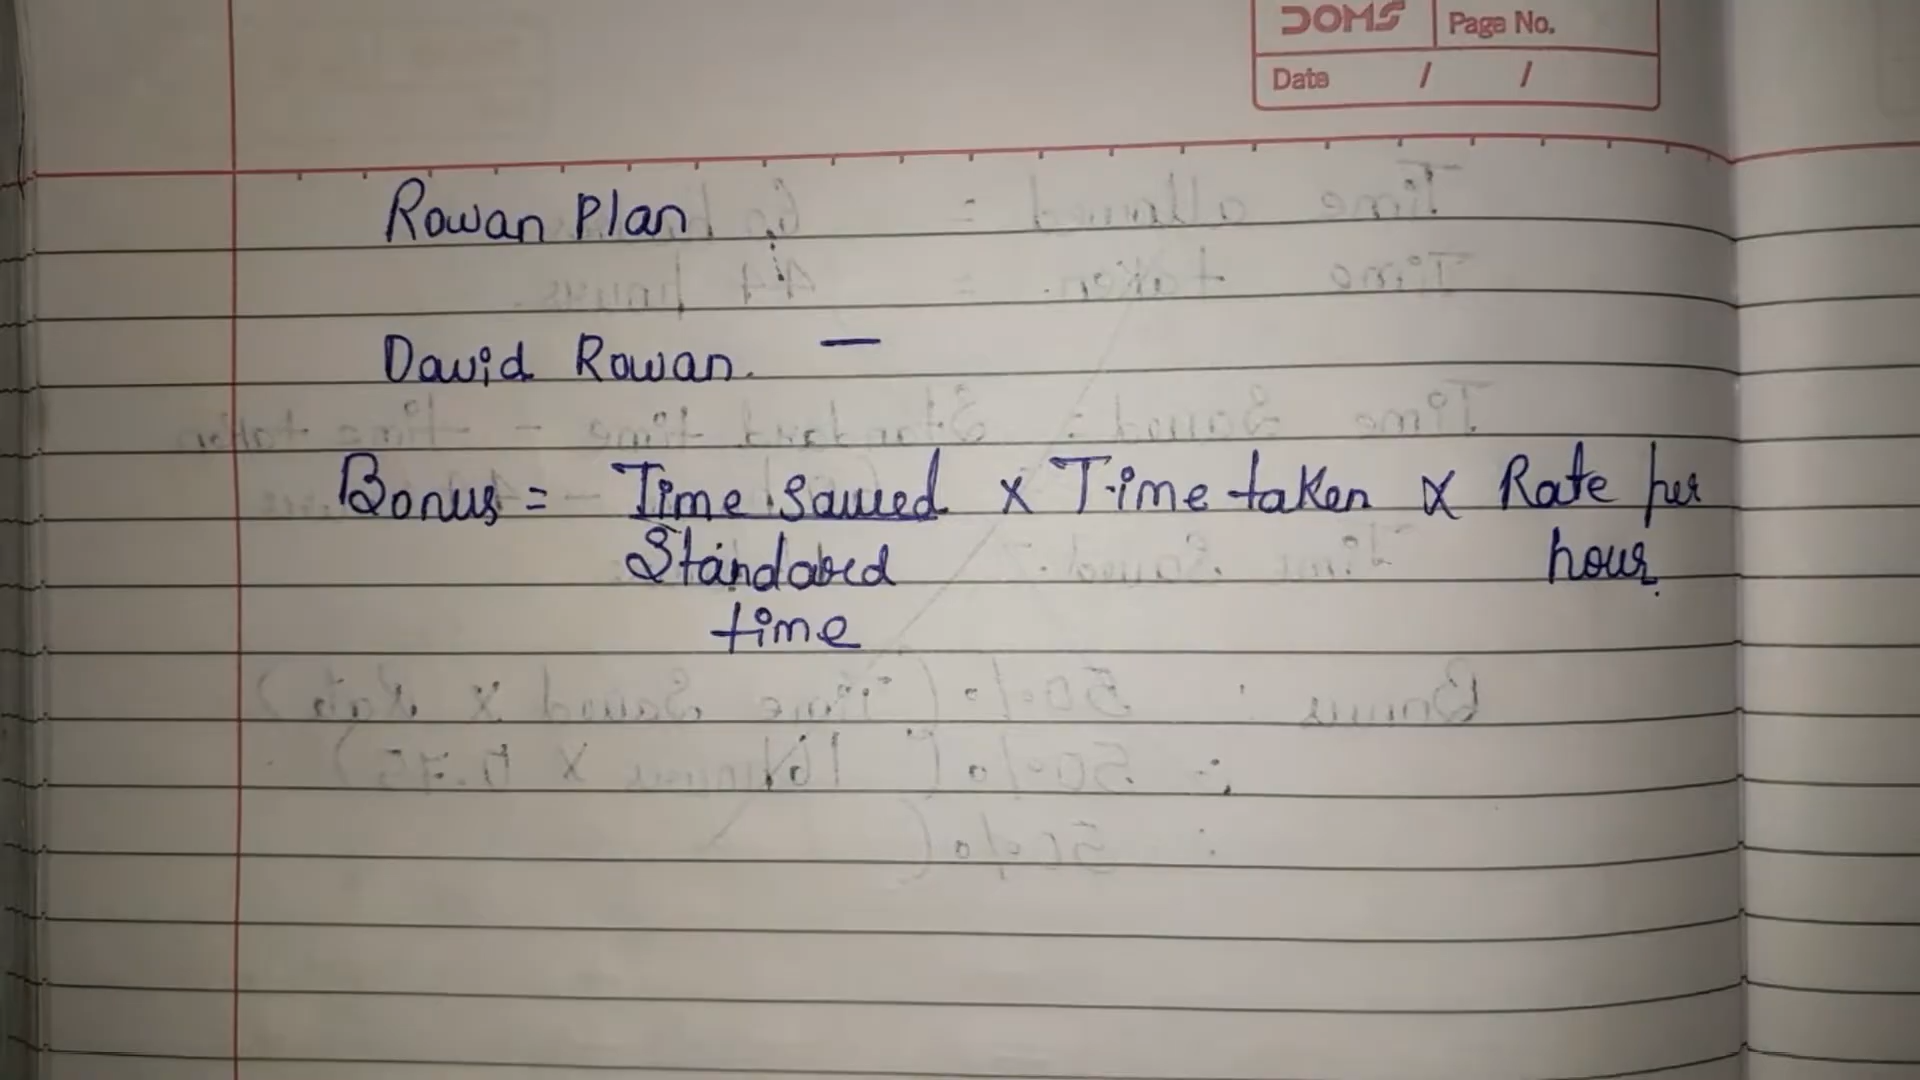 DOMS Page No.
Date / /
Rowan Plan
David Rowan. —
Bonus = Time saved × Time taken × Rate per
Standard hour.
time